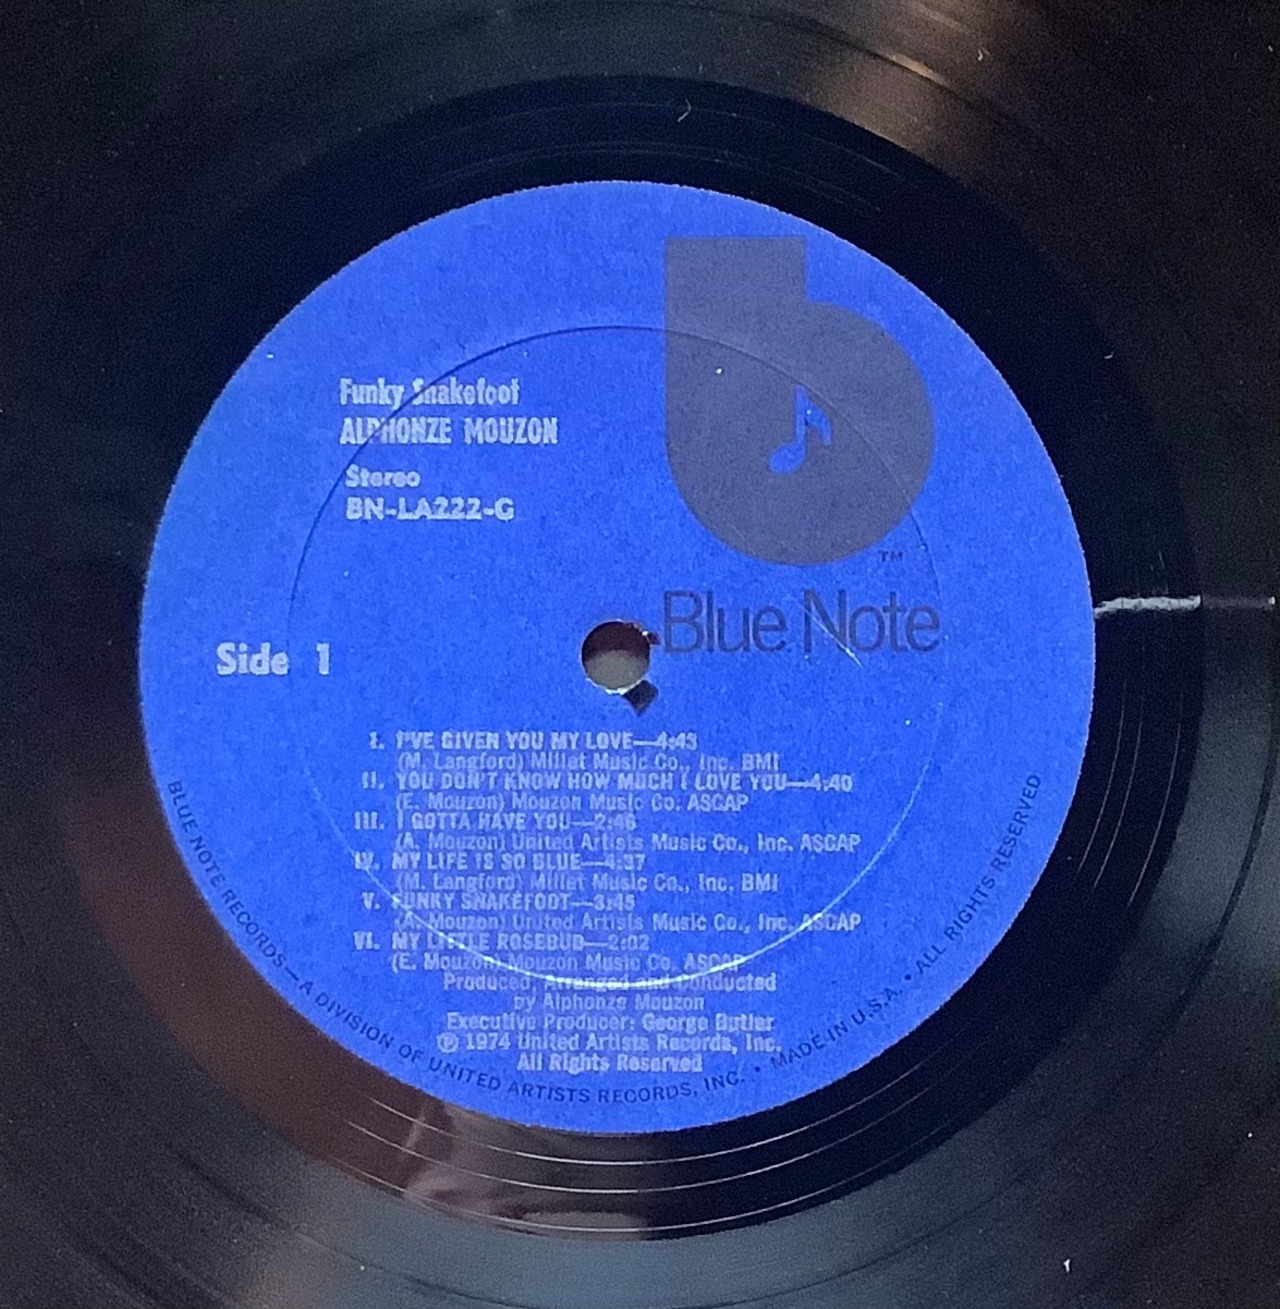 Funky Snakefoot
ALPHONZE MOUZON
Stereo
BN-LA222-G
TM
Blue Note
Side 1
I. I'VE GIVEN YOU MY LOVE—4:43
(M. Langford) Millet Music Co., Inc. BMI
II. YOU DON'T KNOW HOW MUCH I LOVE YOU—4:40
(E. Mouzon) Mouzon Music Co. ASCAP
III. I GOTTA HAVE YOU—2:46
(A. Mouzon) United Artists Music Co., Inc. ASCAP
IV. MY LIFE IS SO BLUE—4:37
(M. Langford) Millet Music Co., Inc. BMI
V. FUNKY SNAKEFOOT—3:45
(A. Mouzon) United Artists Music Co., Inc. ASCAP
VI. MY LITTLE ROSEBUD—2:02
(E. Mouzon) Mouzon Music Co. ASCAP
Produced, Arranged and Conducted
by Alphonze Mouzon
Executive Producer: George Butler
℗ 1974 United Artists Records, Inc.
All Rights Reserved
BLUE NOTE RECORDS—A DIVISION OF UNITED ARTISTS RECORDS, INC. • MADE IN U.S.A. • ALL RIGHTS RESERVED